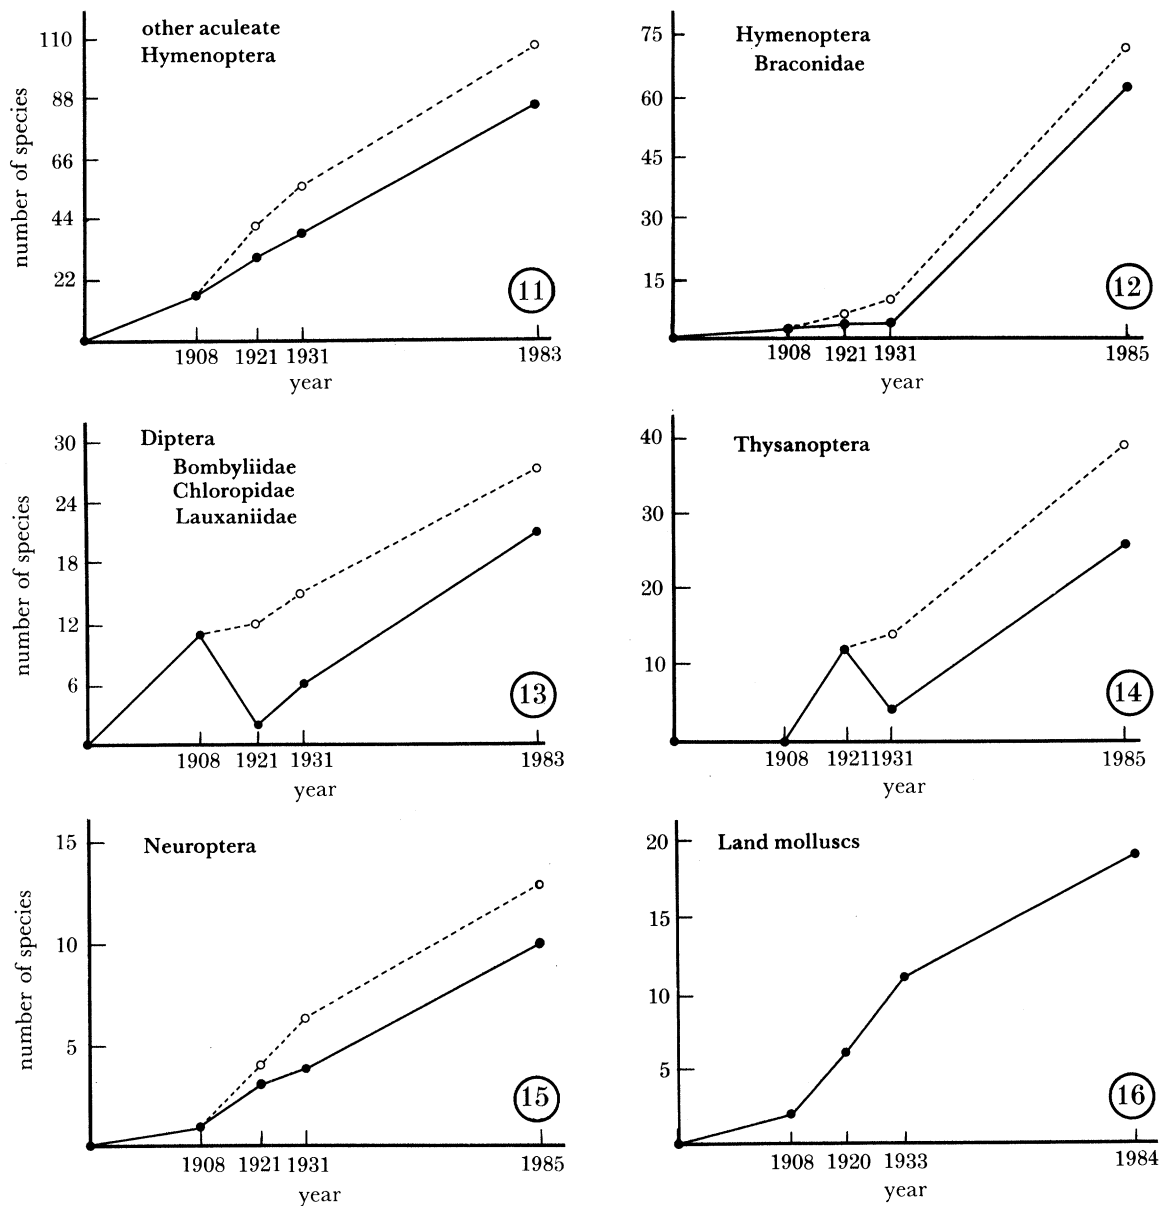 other aculeate
Hymenoptera
110
88
66
44
22
number of species
11
1908 1921 1931 1983
year
Hymenoptera
Braconidae
75
60
45
30
15
12
1908 1921 1931 1985
year
Diptera
Bombyliidae
Chloropidae
Lauxaniidae
30
24
18
12
6
number of species
13
1908 1921 1931 1983
year
Thysanoptera
40
30
20
10
14
1908 1921 1931 1985
year
Neuroptera
15
10
5
number of species
15
1908 1921 1931 1985
year
Land molluscs
20
15
10
5
16
1908 1920 1933 1984
year